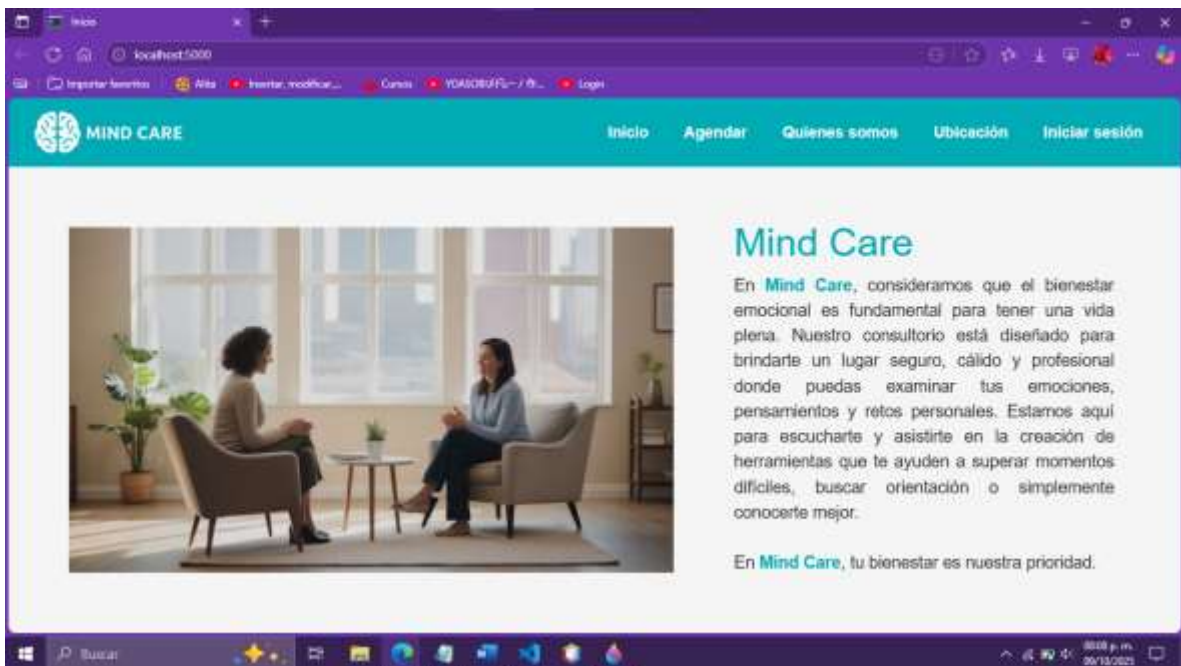 Inicio
localhost:5000
Importar favoritos Alita Insertar, modificar,... Cursos Login
MIND CARE Inicio Agendar Quienes somos Ubicación Iniciar sesión
Mind Care
En Mind Care, consideramos que el bienestar
emocional es fundamental para tener una vida
plena. Nuestro consultorio está diseñado para
brindarte un lugar seguro, cálido y profesional
donde puedas examinar tus emociones,
pensamientos y retos personales. Estamos aquí
para escucharte y asistirte en la creación de
herramientas que te ayuden a superar momentos
difíciles, buscar orientación o simplemente
conocerte mejor.
En Mind Care, tu bienestar es nuestra prioridad.
Buscar
p. m.